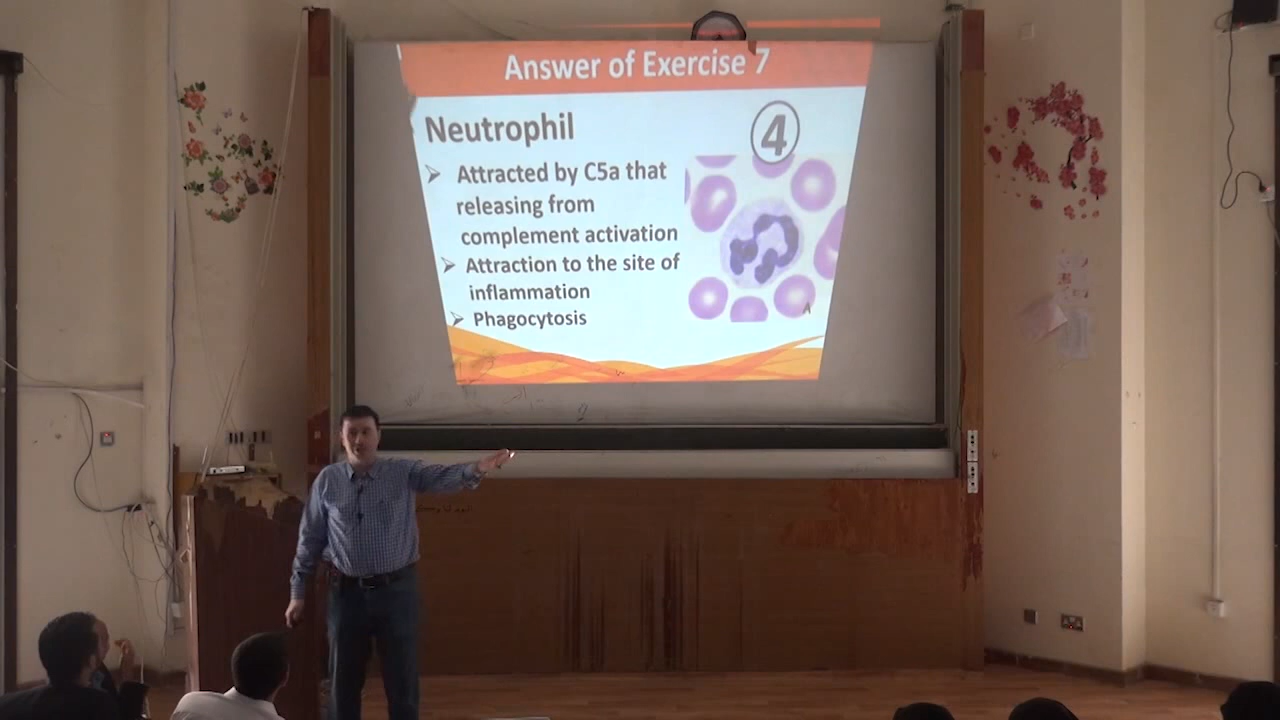 Answer of Exercise 7
Neutrophil
4
Attracted by C5a that
releasing from
complement activation
Attraction to the site of
inflammation
Phagocytosis